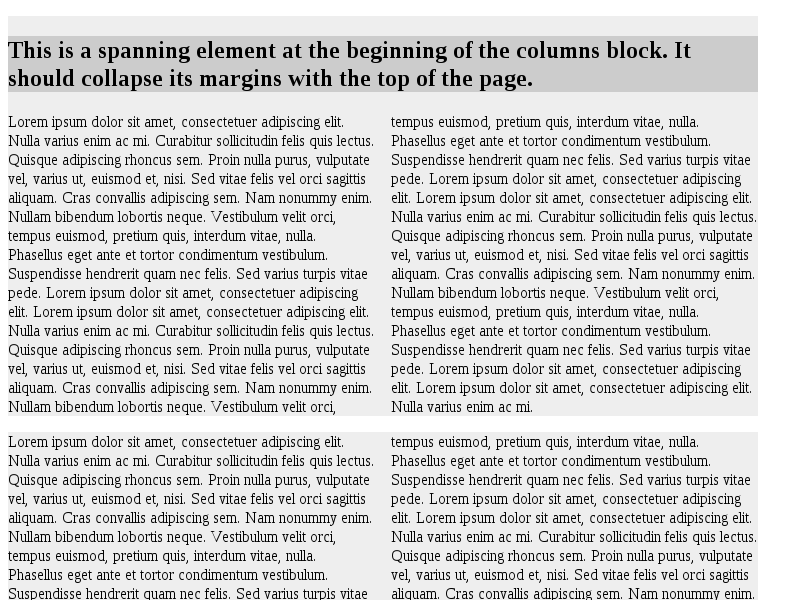 This is a spanning element at the beginning of the columns block. It
should collapse its margins with the top of the page.
Lorem ipsum dolor sit amet, consectetuer adipiscing elit.
Nulla varius enim ac mi. Curabitur sollicitudin felis quis lectus.
Quisque adipiscing rhoncus sem. Proin nulla purus, vulputate
vel, varius ut, euismod et, nisi. Sed vitae felis vel orci sagittis
aliquam. Cras convallis adipiscing sem. Nam nonummy enim.
Nullam bibendum lobortis neque. Vestibulum velit orci,
tempus euismod, pretium quis, interdum vitae, nulla.
Phasellus eget ante et tortor condimentum vestibulum.
Suspendisse hendrerit quam nec felis. Sed varius turpis vitae
pede. Lorem ipsum dolor sit amet, consectetuer adipiscing
elit. Lorem ipsum dolor sit amet, consectetuer adipiscing elit.
Nulla varius enim ac mi. Curabitur sollicitudin felis quis lectus.
Quisque adipiscing rhoncus sem. Proin nulla purus, vulputate
vel, varius ut, euismod et, nisi. Sed vitae felis vel orci sagittis
aliquam. Cras convallis adipiscing sem. Nam nonummy enim.
Nullam bibendum lobortis neque. Vestibulum velit orci,
tempus euismod, pretium quis, interdum vitae, nulla.
Phasellus eget ante et tortor condimentum vestibulum.
Suspendisse hendrerit quam nec felis. Sed varius turpis vitae
pede. Lorem ipsum dolor sit amet, consectetuer adipiscing
elit. Lorem ipsum dolor sit amet, consectetuer adipiscing elit.
Nulla varius enim ac mi. Curabitur sollicitudin felis quis lectus.
Quisque adipiscing rhoncus sem. Proin nulla purus, vulputate
vel, varius ut, euismod et, nisi. Sed vitae felis vel orci sagittis
aliquam. Cras convallis adipiscing sem. Nam nonummy enim.
Nullam bibendum lobortis neque. Vestibulum velit orci,
tempus euismod, pretium quis, interdum vitae, nulla.
Phasellus eget ante et tortor condimentum vestibulum.
Suspendisse hendrerit quam nec felis. Sed varius turpis vitae
pede. Lorem ipsum dolor sit amet, consectetuer adipiscing
elit. Lorem ipsum dolor sit amet, consectetuer adipiscing elit.
Nulla varius enim ac mi.
Lorem ipsum dolor sit amet, consectetuer adipiscing elit.
Nulla varius enim ac mi. Curabitur sollicitudin felis quis lectus.
Quisque adipiscing rhoncus sem. Proin nulla purus, vulputate
vel, varius ut, euismod et, nisi. Sed vitae felis vel orci sagittis
aliquam. Cras convallis adipiscing sem. Nam nonummy enim.
Nullam bibendum lobortis neque. Vestibulum velit orci,
tempus euismod, pretium quis, interdum vitae, nulla.
Phasellus eget ante et tortor condimentum vestibulum.
Suspendisse hendrerit quam nec felis. Sed varius turpis vitae
tempus euismod, pretium quis, interdum vitae, nulla.
Phasellus eget ante et tortor condimentum vestibulum.
Suspendisse hendrerit quam nec felis. Sed varius turpis vitae
pede. Lorem ipsum dolor sit amet, consectetuer adipiscing
elit. Lorem ipsum dolor sit amet, consectetuer adipiscing elit.
Nulla varius enim ac mi. Curabitur sollicitudin felis quis lectus.
Quisque adipiscing rhoncus sem. Proin nulla purus, vulputate
vel, varius ut, euismod et, nisi. Sed vitae felis vel orci sagittis
aliquam. Cras convallis adipiscing sem. Nam nonummy enim.